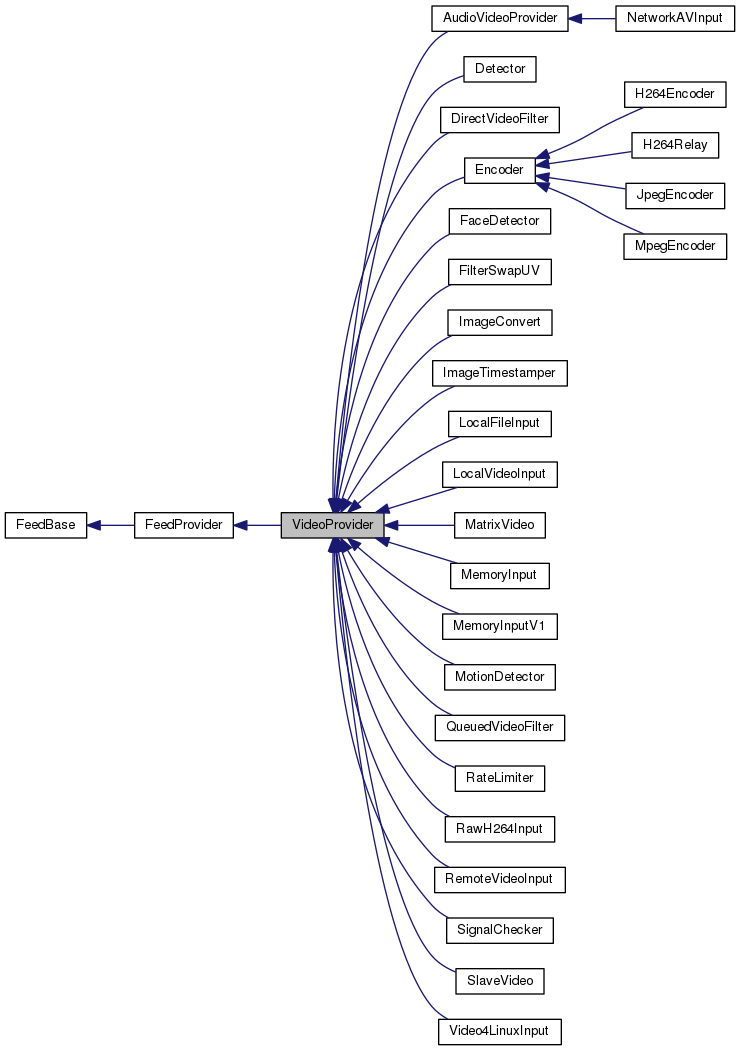 AudioVideoProvider
NetworkAVInput
Detector
H264Encoder
DirectVideoFilter
H264Relay
Encoder
JpegEncoder
FaceDetector
MpegEncoder
FilterSwapUV
ImageConvert
ImageTimestamper
LocalFileInput
LocalVideoInput
FeedBase
FeedProvider
VideoProvider
MatrixVideo
MemoryInput
MemoryInputV1
MotionDetector
QueuedVideoFilter
RateLimiter
RawH264Input
RemoteVideoInput
SignalChecker
SlaveVideo
Video4LinuxInput